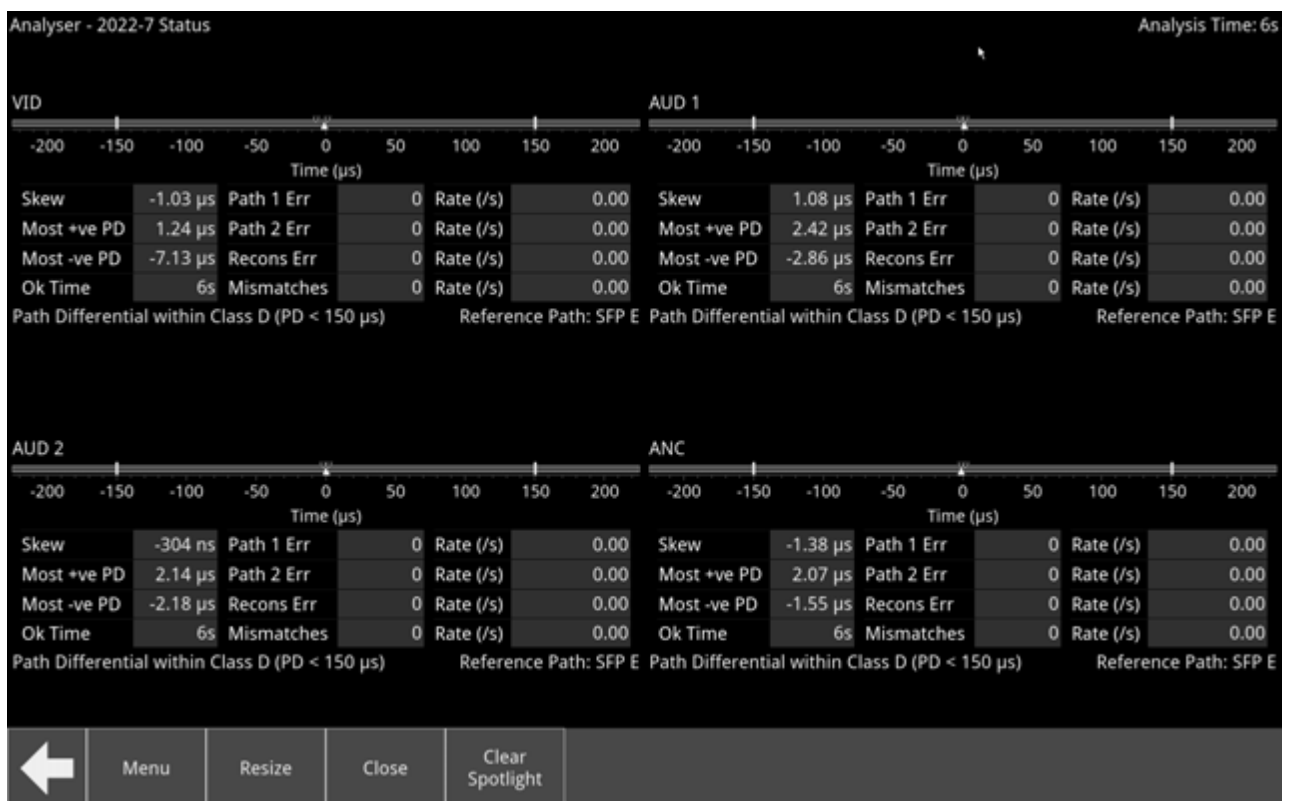 Analyser - 2022-7 Status Analysis Time: 6s
VID
-200 -150 -100 -50 0 50 100 150 200
Time (µs)
Skew -1.03 µs Path 1 Err 0 Rate (/s) 0.00
Most +ve PD 1.24 µs Path 2 Err 0 Rate (/s) 0.00
Most -ve PD -7.13 µs Recons Err 0 Rate (/s) 0.00
Ok Time 6s Mismatches 0 Rate (/s) 0.00
Path Differential within Class D (PD < 150 µs) Reference Path: SFP E
AUD 1
-200 -150 -100 -50 0 50 100 150 200
Time (µs)
Skew 1.08 µs Path 1 Err 0 Rate (/s) 0.00
Most +ve PD 2.42 µs Path 2 Err 0 Rate (/s) 0.00
Most -ve PD -2.86 µs Recons Err 0 Rate (/s) 0.00
Ok Time 6s Mismatches 0 Rate (/s) 0.00
Path Differential within Class D (PD < 150 µs) Reference Path: SFP E
AUD 2
-200 -150 -100 -50 0 50 100 150 200
Time (µs)
Skew -304 ns Path 1 Err 0 Rate (/s) 0.00
Most +ve PD 2.14 µs Path 2 Err 0 Rate (/s) 0.00
Most -ve PD -2.18 µs Recons Err 0 Rate (/s) 0.00
Ok Time 6s Mismatches 0 Rate (/s) 0.00
Path Differential within Class D (PD < 150 µs) Reference Path: SFP E
ANC
-200 -150 -100 -50 0 50 100 150 200
Time (µs)
Skew -1.38 µs Path 1 Err 0 Rate (/s) 0.00
Most +ve PD 2.07 µs Path 2 Err 0 Rate (/s) 0.00
Most -ve PD -1.55 µs Recons Err 0 Rate (/s) 0.00
Ok Time 6s Mismatches 0 Rate (/s) 0.00
Path Differential within Class D (PD < 150 µs) Reference Path: SFP E
Menu
Resize
Close
Clear
Spotlight